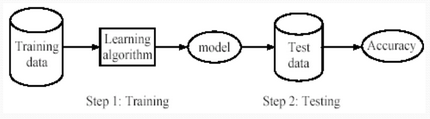 Training
data
Learning
algorithm
model
Test
data
Accuracy
Step 1: Training
Step 2: Testing